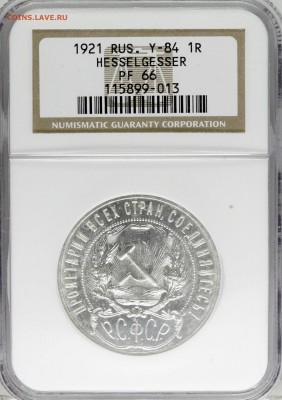 COINS.LAVE.RU
1921 RUS. Y-84 1R
HESSELGESSER
PF 66
115899-013
NUMISMATIC GUARANTY CORPORATION
ПРОЛЕТАРИИ ВСЕХ СТРАН, СОЕДИНЯЙТЕСЬ!
Р.С.Ф.С.Р.